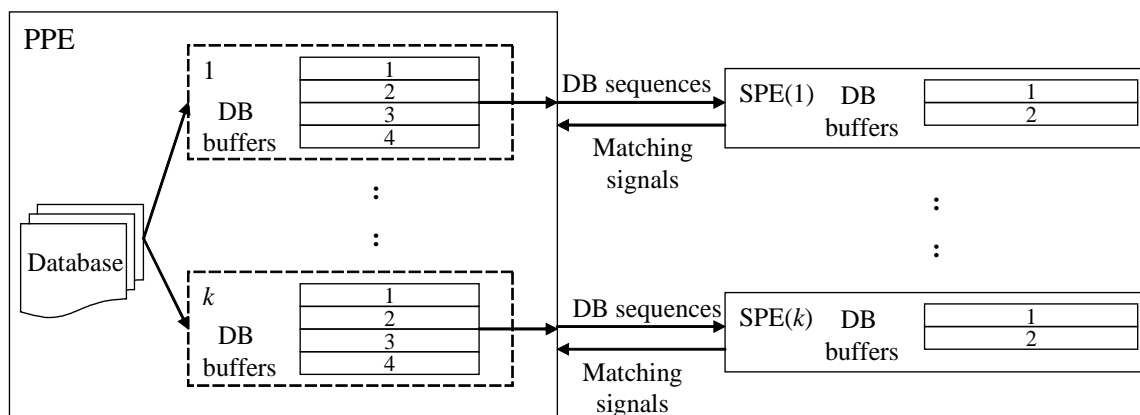 PPE
1
DB
buffers
1
2
3
4
DB sequences
Matching
signals
SPE(1)
DB
buffers
1
2
:
:
:
:
Database
k
DB
buffers
1
2
3
4
DB sequences
Matching
signals
SPE(k)
DB
buffers
1
2